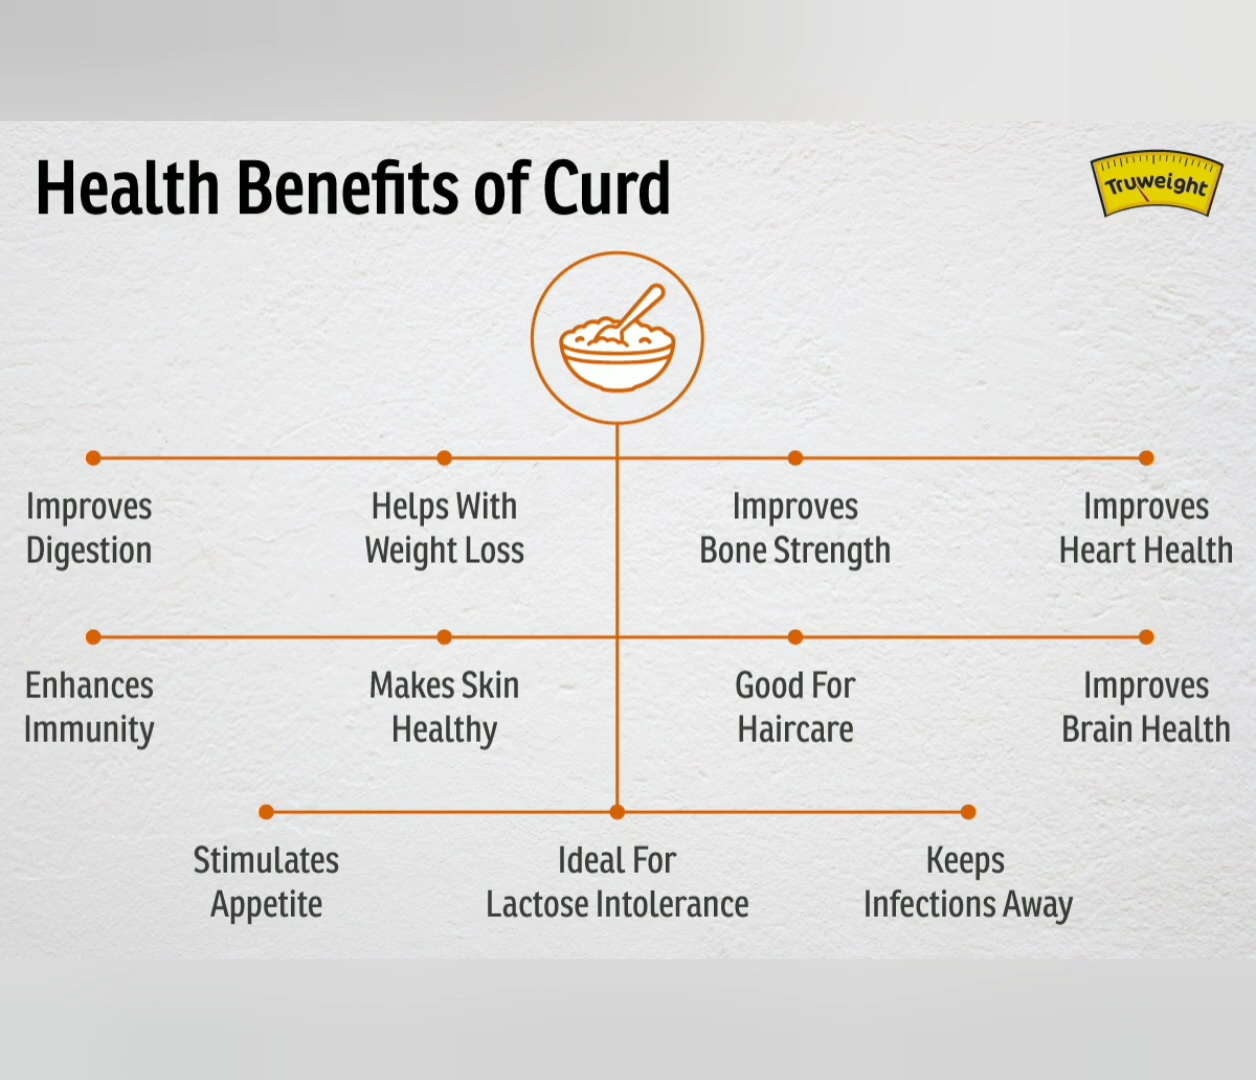 Health Benefits of Curd
Truweight
Improves
Digestion
Helps With
Weight Loss
Improves
Bone Strength
Improves
Heart Health
Enhances
Immunity
Makes Skin
Healthy
Good For
Haircare
Improves
Brain Health
Stimulates
Appetite
Ideal For
Lactose Intolerance
Keeps
Infections Away